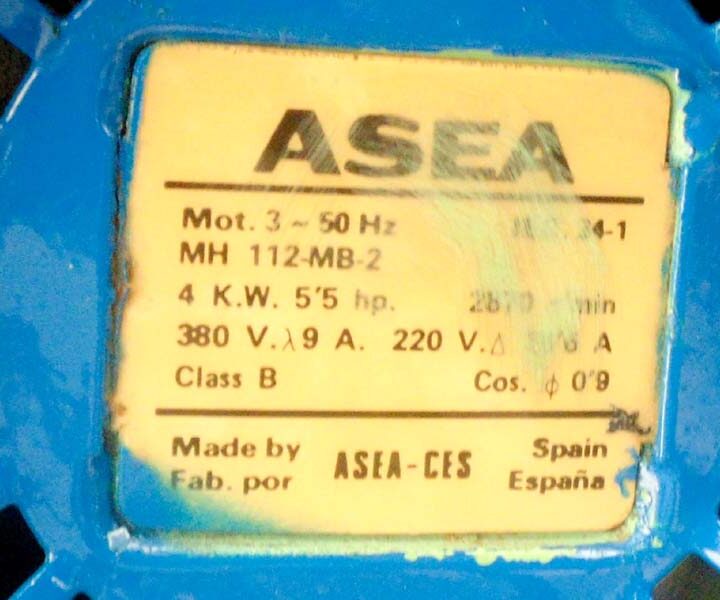 ASEA
Mot. 3 ~ 50 Hz
MH 112-MB-2
4 K.W. 5'5 hp. min
380 V. λ 9 A. 220 V. Δ A
Class B Cos. ϕ 0'9
Made by ASEA-CES Spain
Fab. por España